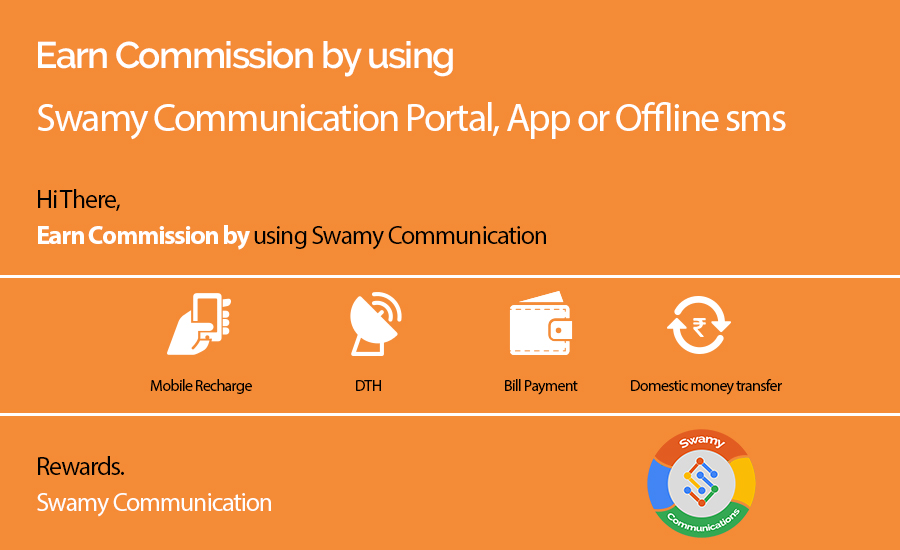 Earn Commission by using
Swamy Communication Portal, App or Offline sms
Hi There,
Earn Commission by using Swamy Communication
₹
Mobile Recharge
DTH
Bill Payment
Domestic money transfer
Rewards.
Swamy Communication
Swamy
Communications